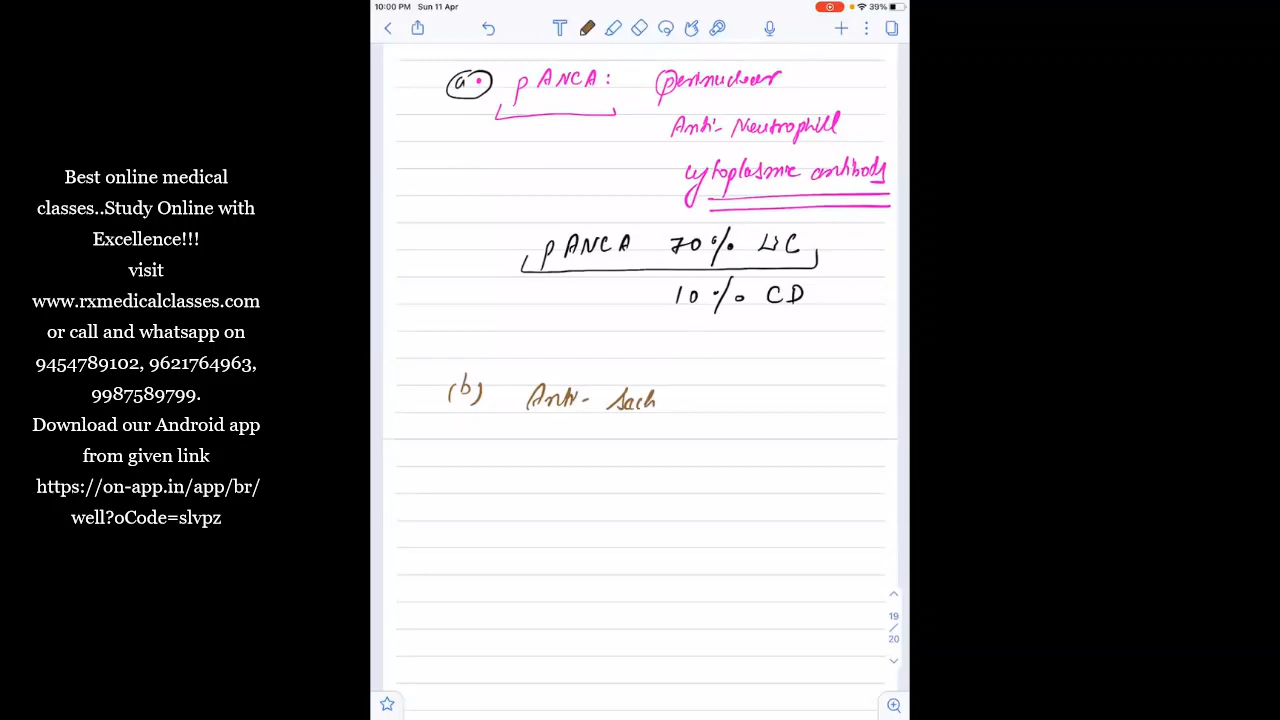 10:00 PM Sun 11 Apr
39%
a. pANCA: perinuclear
Anti-Neutrophill
cytoplasmic antibody
pANCA 70% UC
10% CD
(b) Anti- Sach
19
/
20
Best online medical
classes..Study Online with
Excellence!!!
visit
www.rxmedicalclasses.com
or call and whatsapp on
9454789102, 9621764963,
9987589799.
Download our Android app
from given link
https://on-app.in/app/br/
well?oCode=slvpz